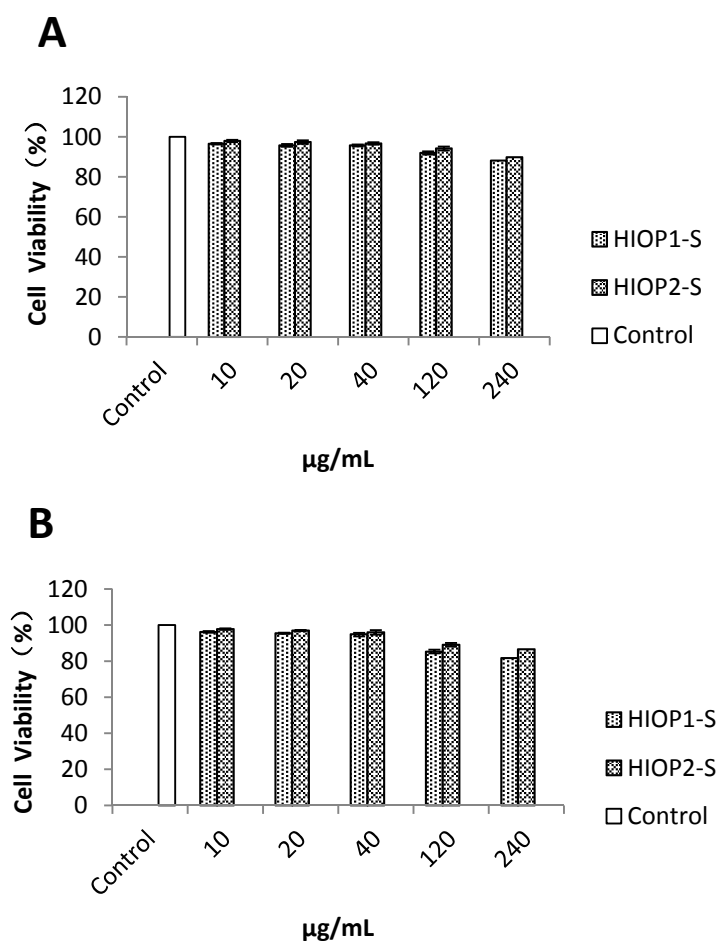 A
Cell Viability（%）
120
100
80
60
40
20
0
Control
10
20
40
120
240
µg/mL
HIOP1-S
HIOP2-S
Control
B
Cell Viability（%）
120
100
80
60
40
20
0
Control
10
20
40
120
240
µg/mL
HIOP1-S
HIOP2-S
Control